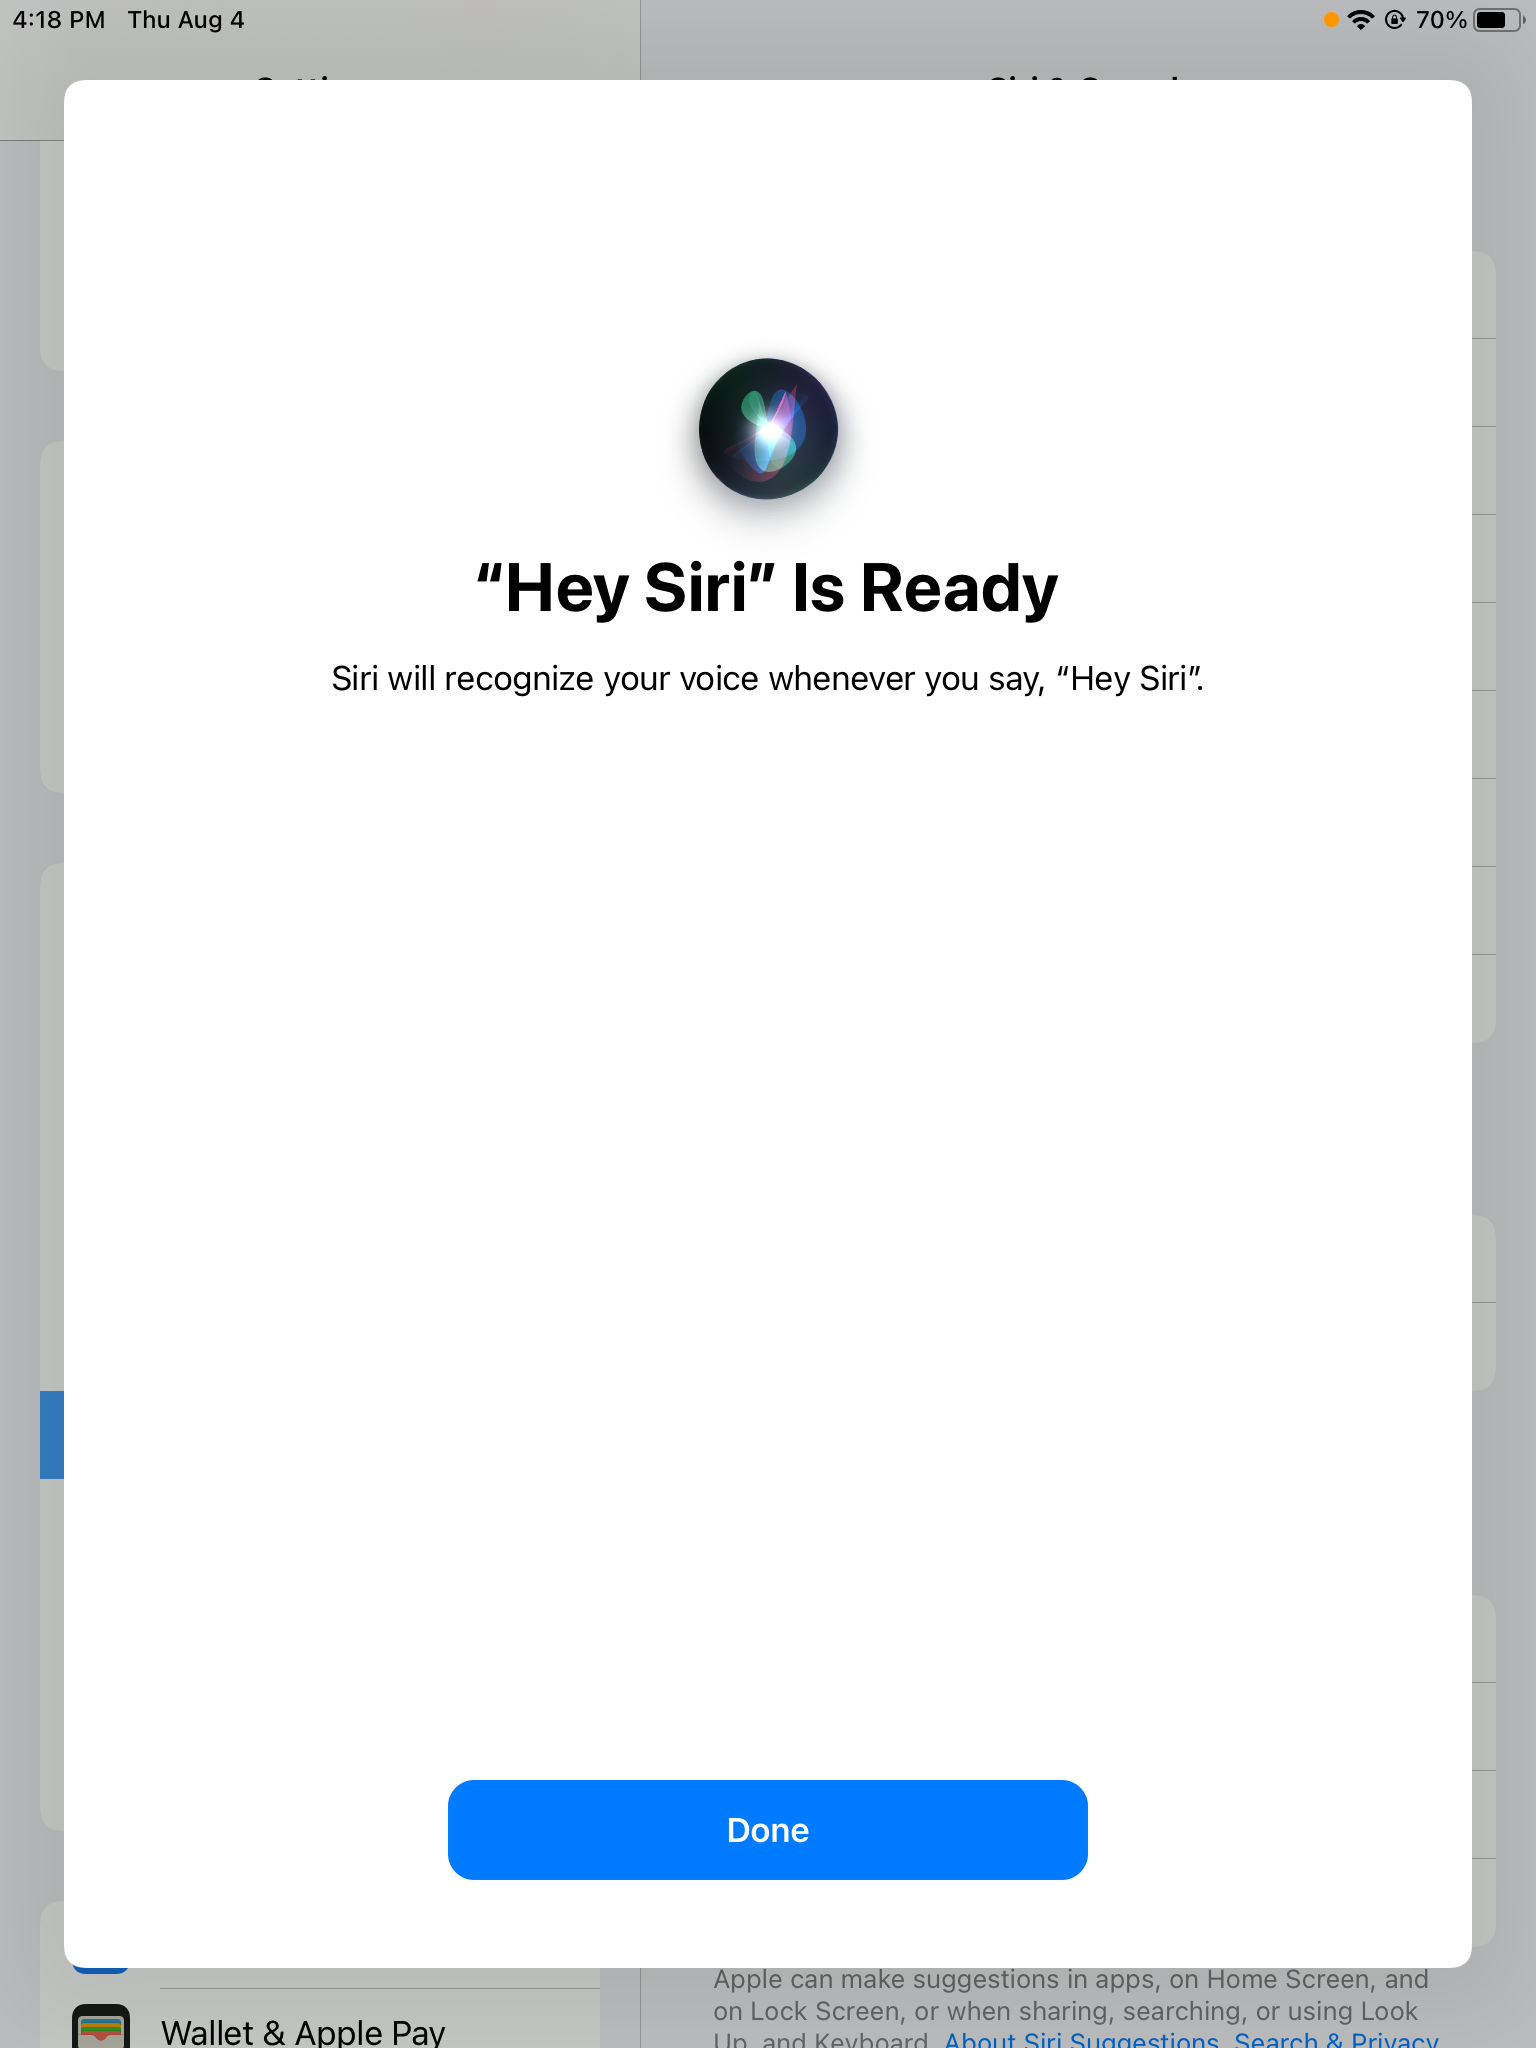 4:18 PM Thu Aug 4
70%
“Hey Siri” Is Ready
Siri will recognize your voice whenever you say, “Hey Siri”.
Done
Apple can make suggestions in apps, on Home Screen, and
on Lock Screen, or when sharing, searching, or using Look
Up, and Keyboard. About Siri Suggestions, Search & Privacy
Wallet & Apple Pay